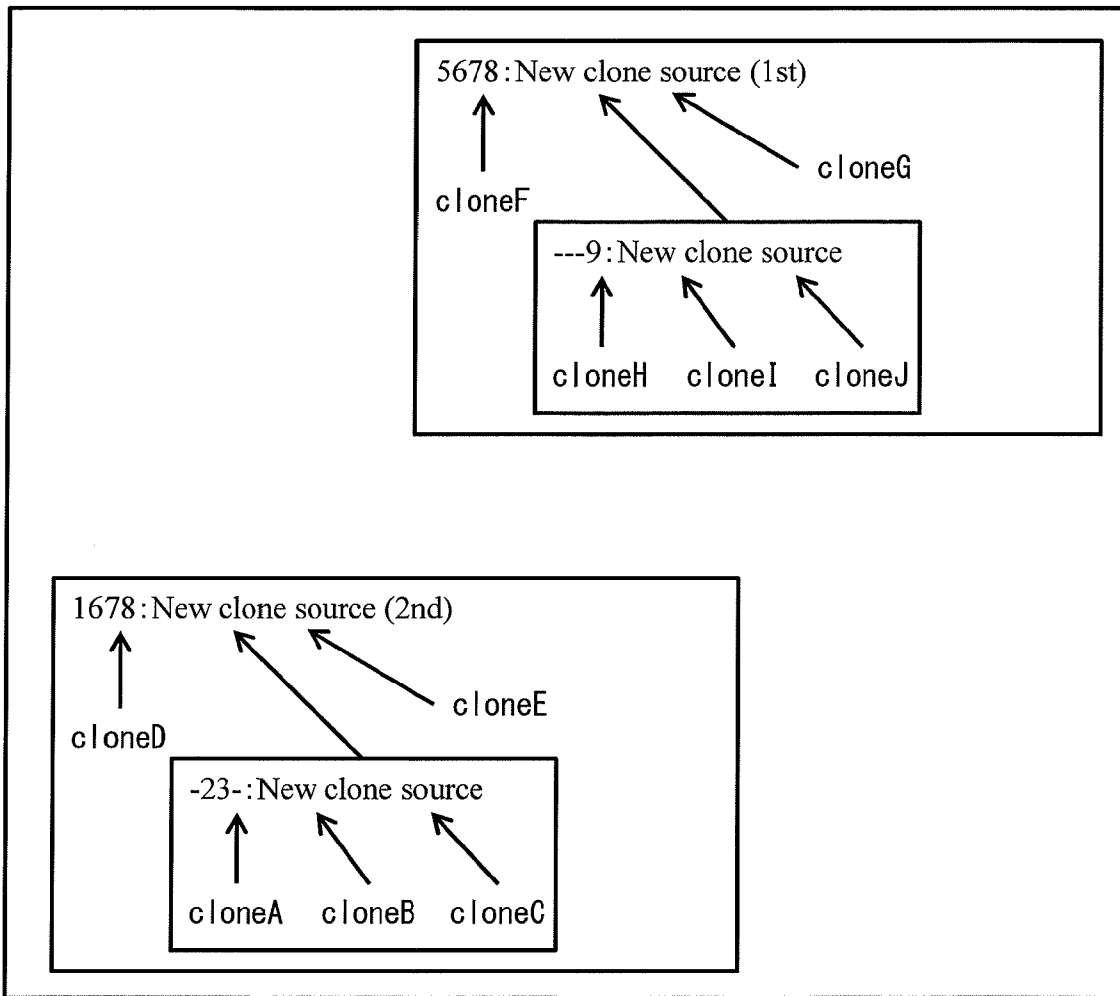 5678:New clone source (1st)
cloneG
cloneF
---9:New clone source
cloneH cloneI cloneJ
1678:New clone source (2nd)
cloneE
cloneD
-23-:New clone source
cloneA cloneB cloneC